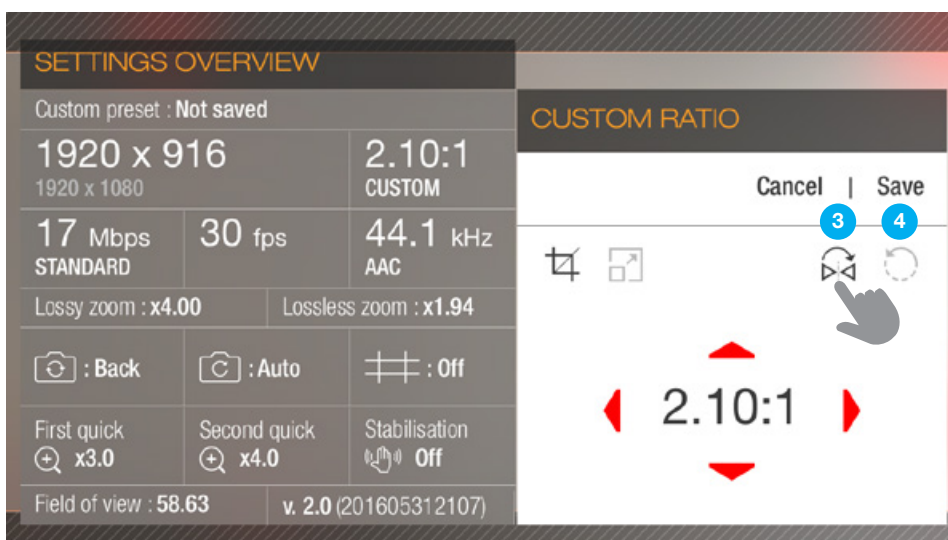 SETTINGS OVERVIEW
Custom preset : Not saved
1920 x 916
1920 x 1080
2.10:1
CUSTOM
17 Mbps
STANDARD
30 fps
44.1 kHz
AAC
Lossy zoom : x4.00
Lossless zoom : x1.94
: Back
: Auto
: Off
First quick
x3.0
Second quick
x4.0
Stabilisation
Off
Field of view : 58.63
v. 2.0 (201605312107)
CUSTOM RATIO
Cancel | Save
3
4
2.10:1